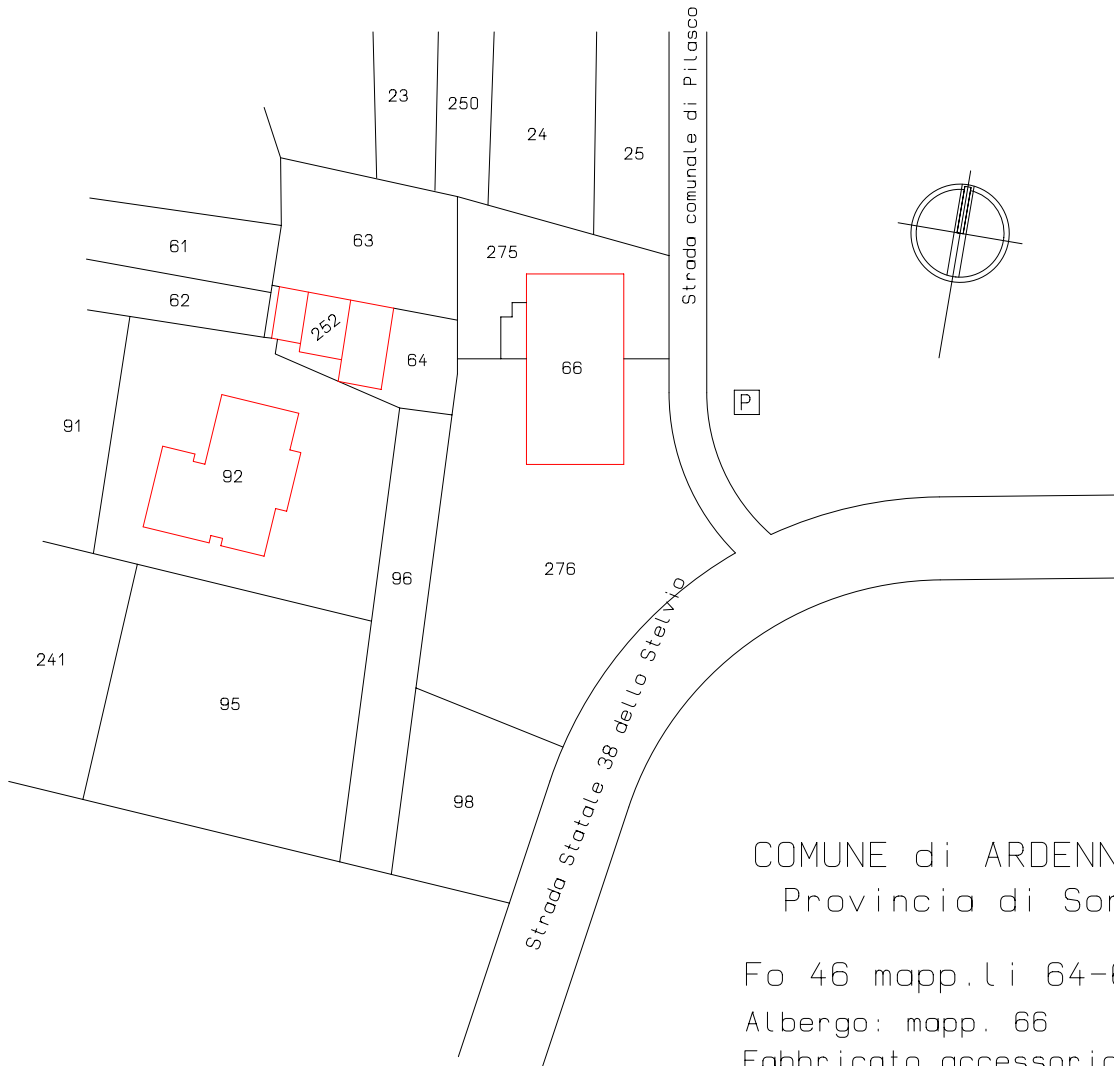 23
250
24
25
Strada comunale di Pilasco
61
63
275
62
252
64
66
P
91
92
96
276
241
95
98
Strada Statale 38 dello Stelvio
COMUNE di ARDENN
Provincia di Son
Fo 46 mapp.li 64-6
Albergo: mapp. 66
Fabbricato accessorio